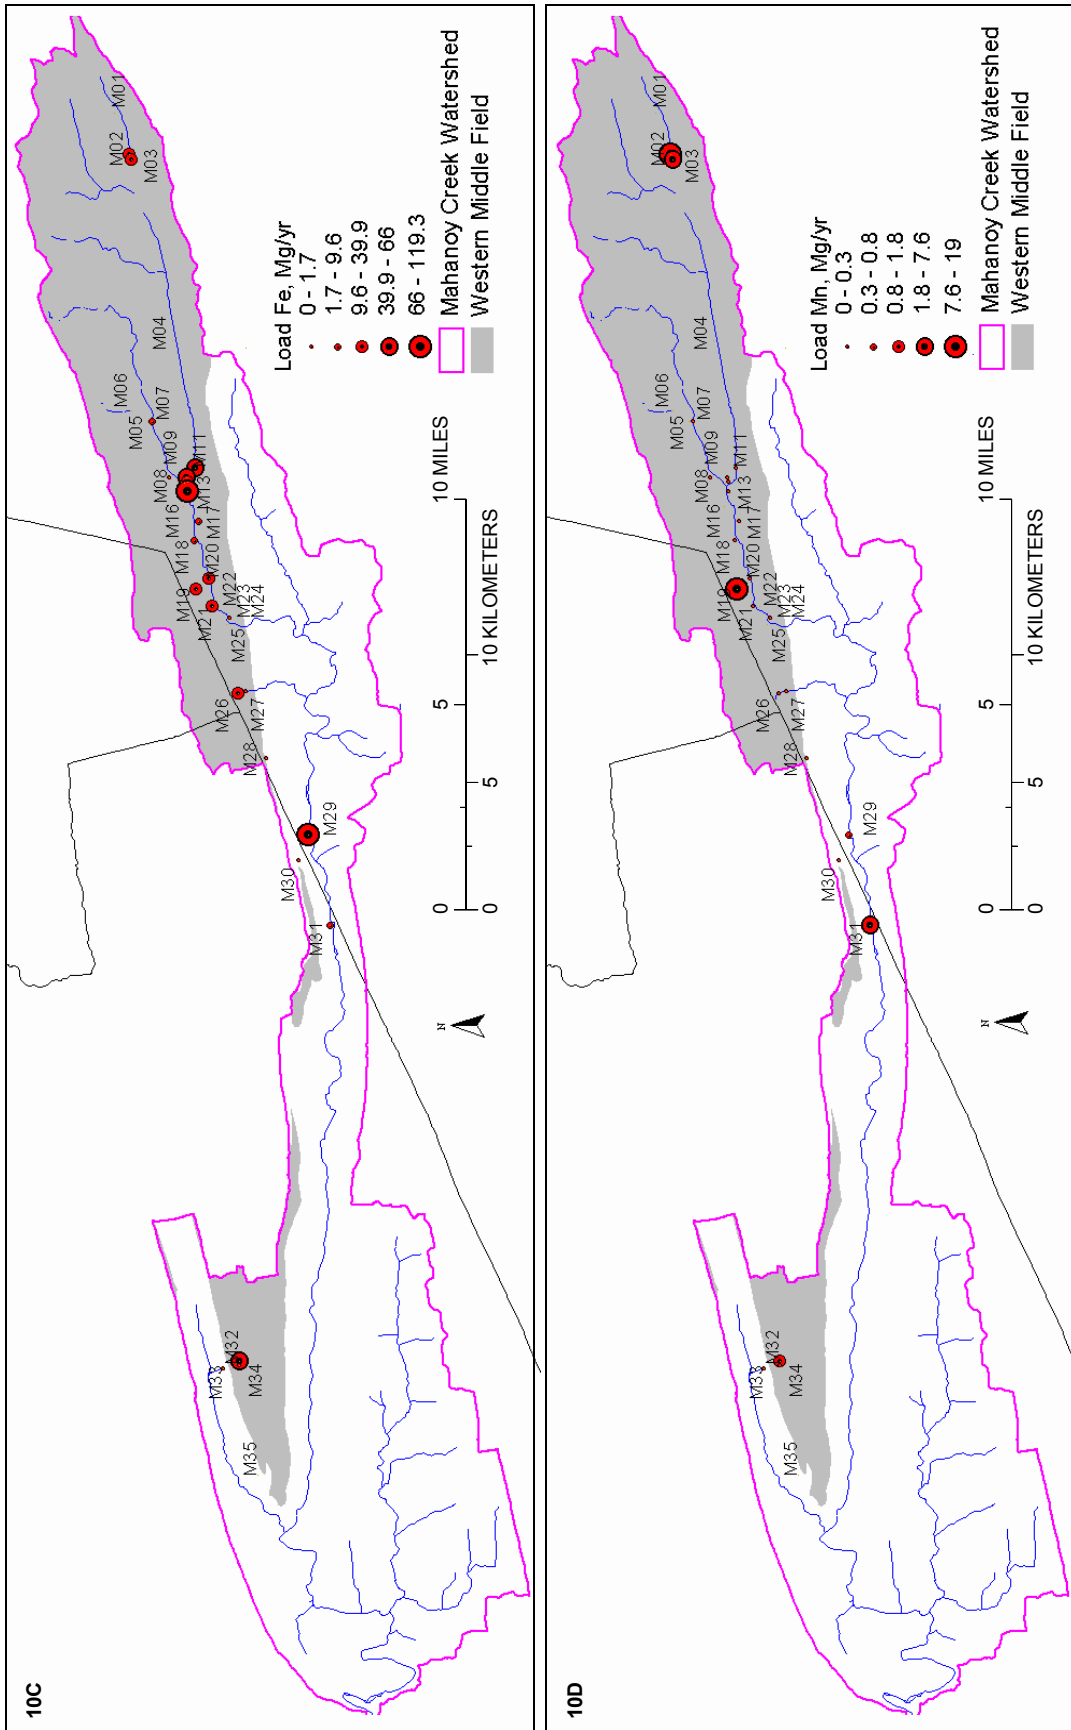 10C
M01
M02
M03
M04
M05
M06
M07
M08
M09
M11
M13
M16
M17
M18
M19
M20
M21
M22
M23
M24
M25
M26
M27
M28
M29
M30
M31
M32
M33
M34
M35
Load Fe, Mg/yr
0 - 1.7
1.7 - 9.6
9.6 - 39.9
39.9 - 66
66 - 119.3
Mahanoy Creek Watershed
Western Middle Field
N
0 5 10 MILES
0 5 10 KILOMETERS
10D
M01
M02
M03
M04
M05
M06
M07
M08
M09
M11
M13
M16
M17
M18
M19
M20
M21
M22
M23
M24
M25
M26
M27
M28
M29
M30
M31
M32
M33
M34
M35
Load Mn, Mg/yr
0 - 0.3
0.3 - 0.8
0.8 - 1.8
1.8 - 7.6
7.6 - 19
Mahanoy Creek Watershed
Western Middle Field
N
0 5 10 MILES
0 5 10 KILOMETERS